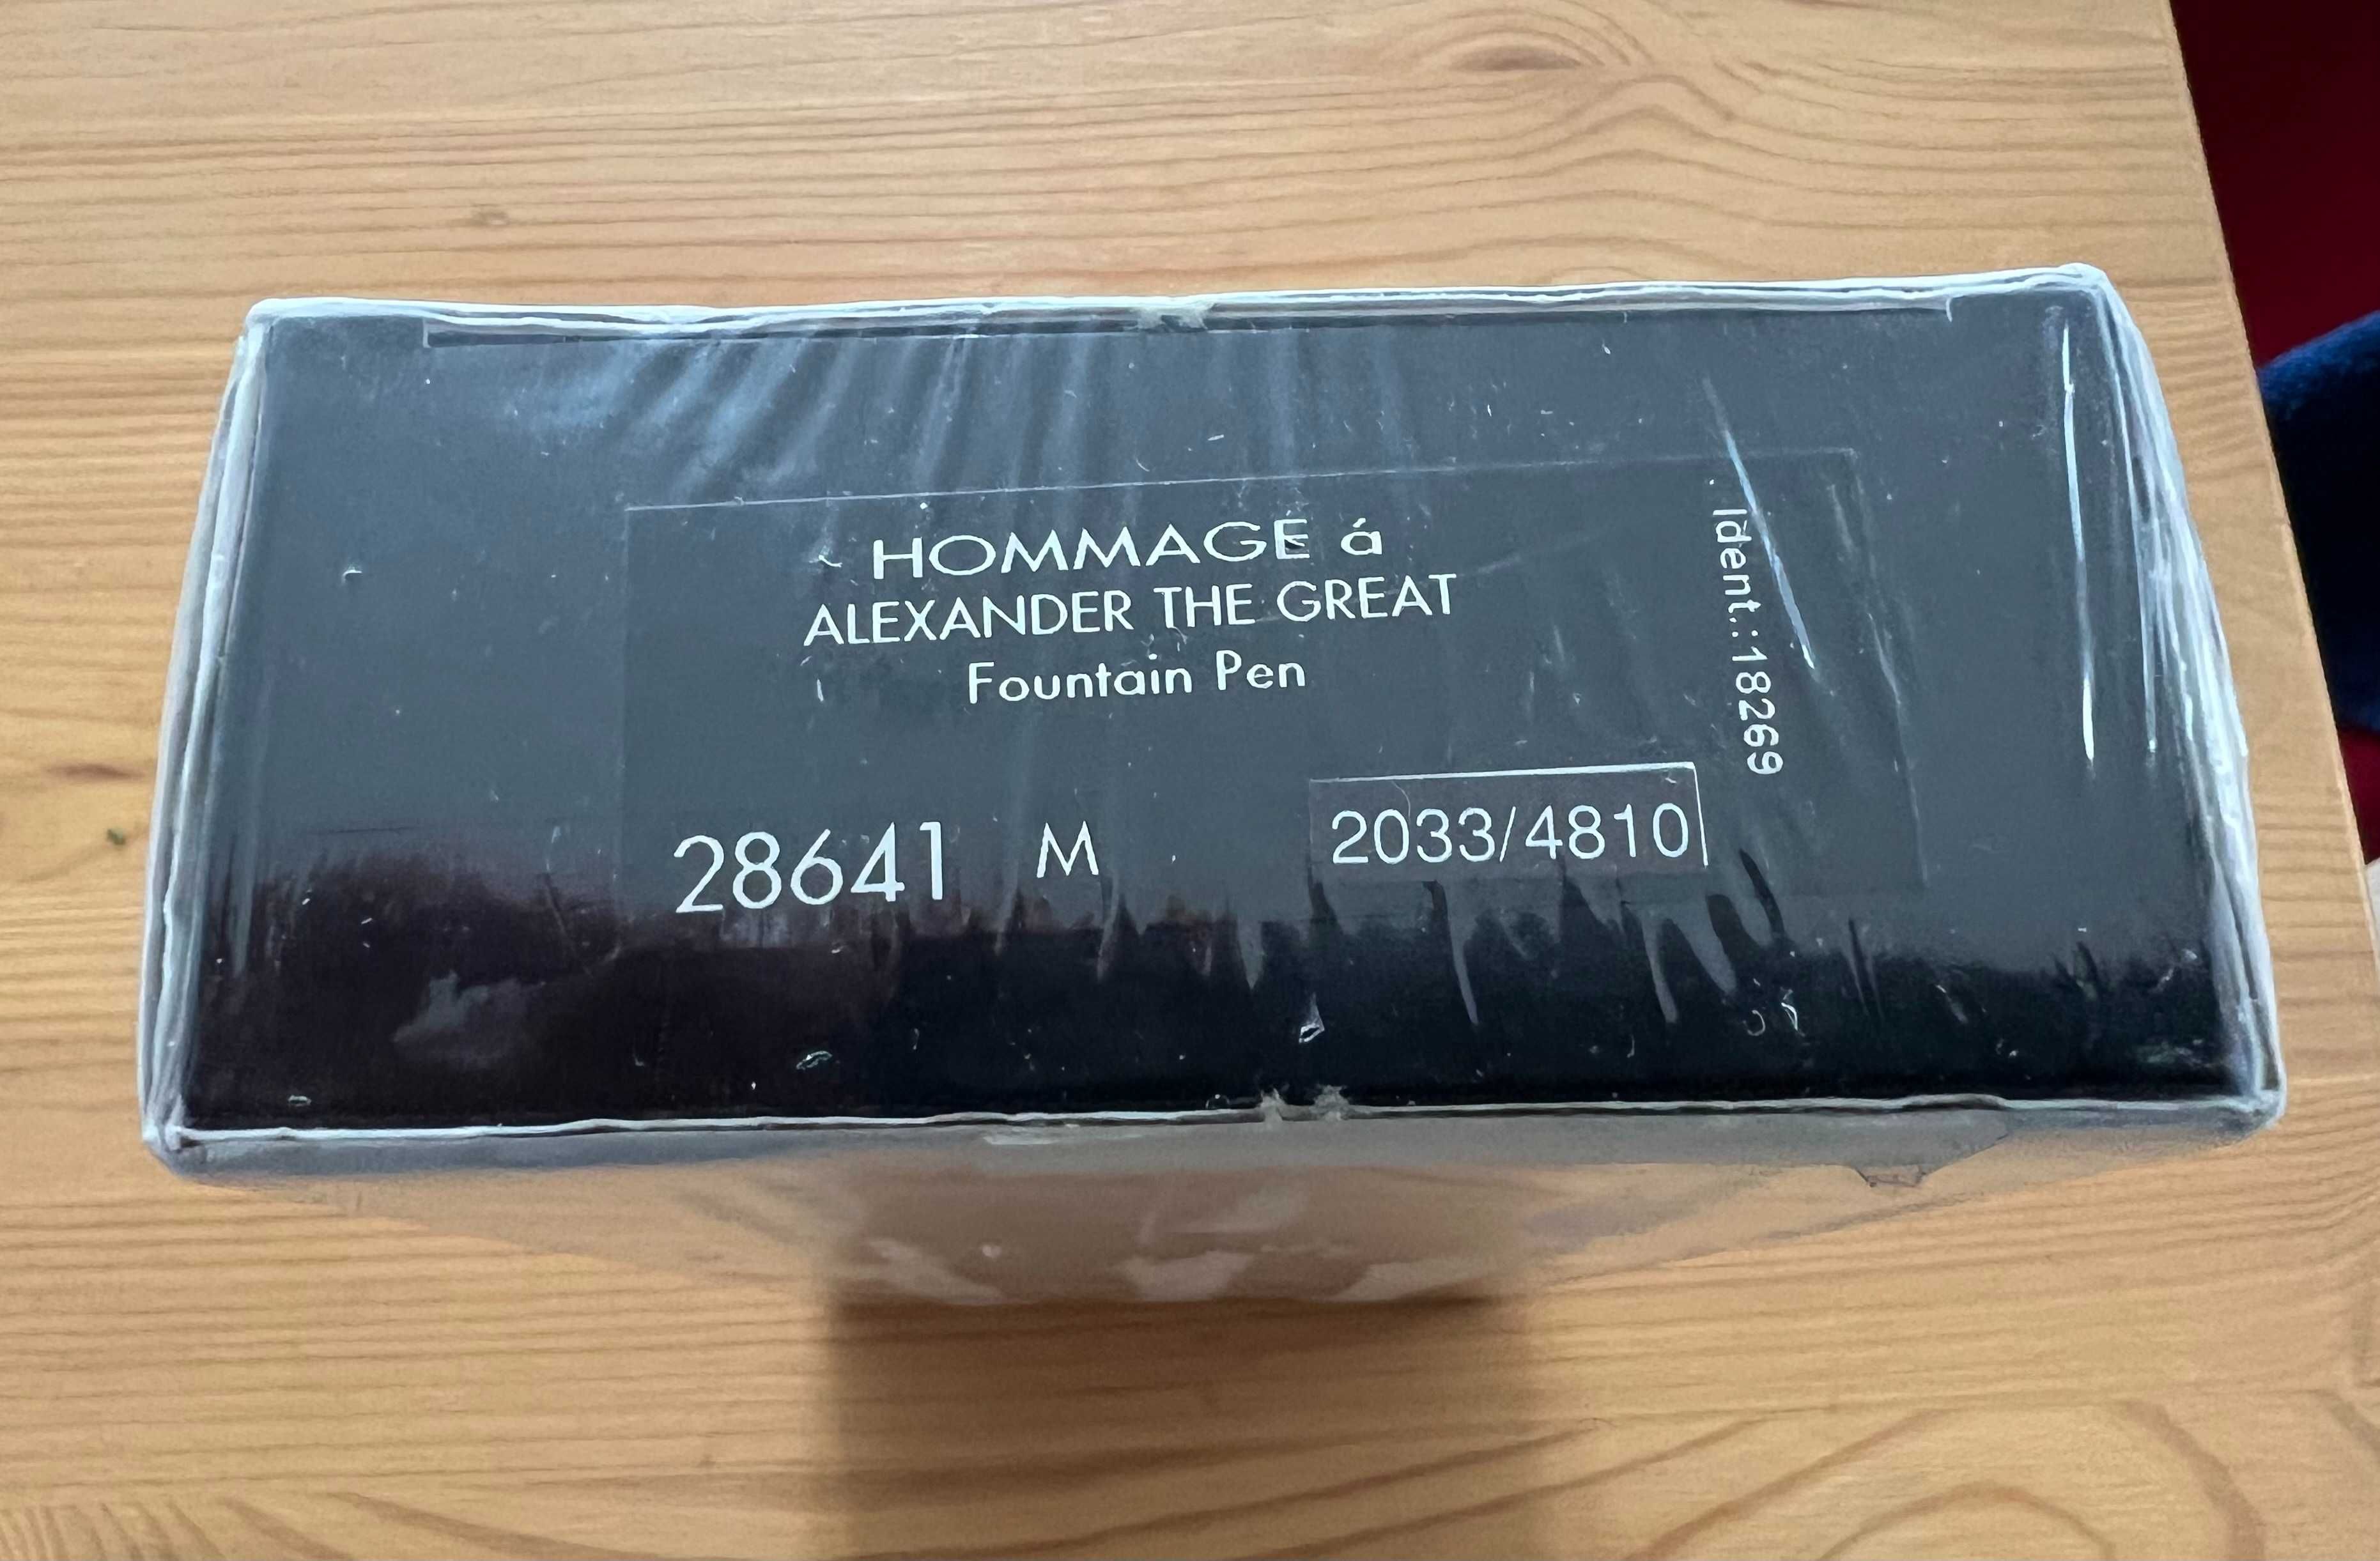 HOMMAGE á
ALEXANDER THE GREAT
Fountain Pen
28641 M 2033/4810
Ident.:18269